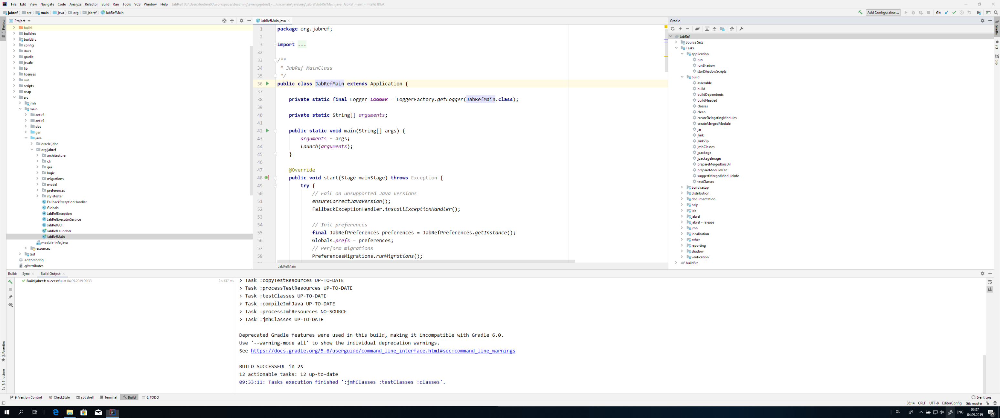 File Edit View Navigate Code Analyze Refactor Build Run Tools VCS Window Help JabRef [C:\Users\luetma00\workspaces\teaching\sweng\jabref] - ...\src\main\java\org\jabref\JabRefMain.java [JabRef.main] - IntelliJ IDEA
jabref src main java org jabref JabRefMain Add Configuration... Git:
1: Project
Project
build
buildres
buildSrc
config
docs
gradle
javafx
lib
licenses
out
scripts
snap
src
jmh
main
antlr3
antlr4
doc
gen
java
oracle.jdbc
org.jabref
architecture
cli
gui
logic
migrations
model
preferences
styletester
FallbackExceptionHandler
Globals
JabRefException
JabRefExecutorService
JabRefGUI
JabRefLauncher
JabRefMain
module-info.java
resources
test
.editorconfig
.gitattributes
JabRefMain.java
1 package org.jabref;
2
3 import ...
32
33 /**
34 * JabRef MainClass
35 */
36 public class JabRefMain extends Application {
37
38 private static final Logger LOGGER = LoggerFactory.getLogger(JabRefMain.class);
39
40 private static String[] arguments;
41
42 public static void main(String[] args) {
43 arguments = args;
44 launch(arguments);
45 }
46
47 @Override
48 public void start(Stage mainStage) throws Exception {
49 try {
50 // Fail on unsupported Java versions
51 ensureCorrectJavaVersion();
52 FallbackExceptionHandler.installExceptionHandler();
53
54 // Init preferences
55 final JabRefPreferences preferences = JabRefPreferences.getInstance();
56 Globals.prefs = preferences;
57 // Perform migrations
58 PreferencesMigrations.runMigrations();
JabRefMain
Gradle
JabRef
Source Sets
Tasks
application
run
runShadow
startShadowScripts
build
assemble
build
buildDependents
buildNeeded
classes
clean
createDelegatingModules
createMergedModule
jar
jlink
jlinkZip
jmhClasses
jpackage
jpackageImage
prepareMergedJarsDir
prepareModulesDir
suggestMergedModuleInfo
testClasses
build setup
distribution
documentation
help
ide
jabref
jabref - release
jmh
localization
other
reporting
shadow
verification
buildSrc
Gradle
sbt
bsp
Build: Sync Build Output
Build jabref: successful at 04.09.2019 09:33 2 s 637 ms
> Task :copyTestResources UP-TO-DATE
> Task :processTestResources UP-TO-DATE
> Task :testClasses UP-TO-DATE
> Task :compileJmhJava UP-TO-DATE
> Task :processJmhResources NO-SOURCE
> Task :jmhClasses UP-TO-DATE
Deprecated Gradle features were used in this build, making it incompatible with Gradle 6.0.
Use '--warning-mode all' to show the individual deprecation warnings.
See https://docs.gradle.org/5.6/userguide/command_line_interface.html#sec:command_line_warnings
BUILD SUCCESSFUL in 2s
12 actionable tasks: 12 up-to-date
09:33:11: Tasks execution finished ':jmhClasses :testClasses :classes'.
2: Favorites
7: Structure
9: Version Control CheckStyle sbt shell Terminal Build 6: TODO Event Log
36:14 CRLF UTF-8 EditorConfig Git: master
OL ENG 09:37
04.09.2019 21